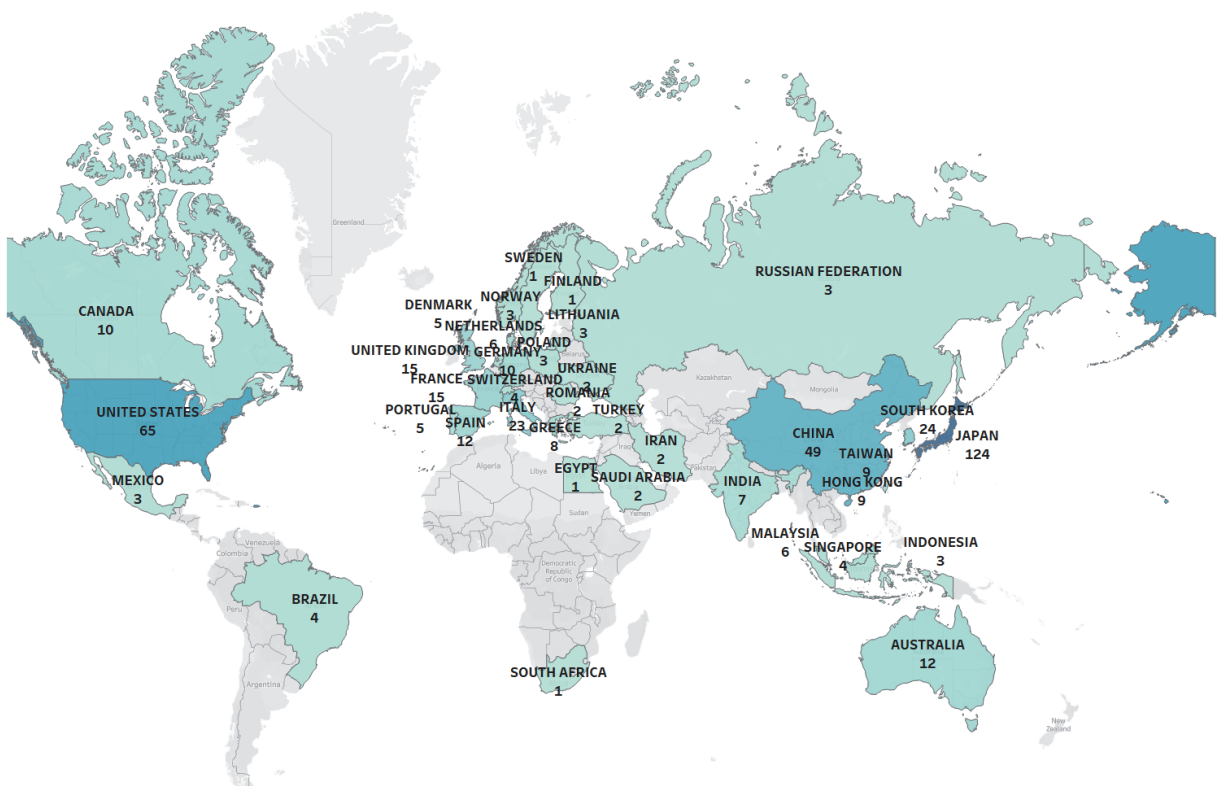 Greenland
SWEDEN
1
FINLAND
1
RUSSIAN FEDERATION
3
CANADA
10
DENMARK
5
NORWAY
3
LITHUANIA
3
NETHERLANDS
6
POLAND
3
Belarus
UNITED KINGDOM
15
GERMANY
10
UKRAINE
FRANCE
15
SWITZERLAND
4
ROMANIA
2
Kazakhstan
Mongolia
UNITED STATES
65
PORTUGAL
5
SPAIN
12
ITALY
23
GREECE
8
TURKEY
2
SOUTH KOREA
24
JAPAN
124
CHINA
49
TAIWAN
9
HONG KONG
9
IRAN
2
Iraq
Pakistan
Algeria
Libya
EGYPT
1
SAUDI ARABIA
2
INDIA
7
MEXICO
3
Sudan
Yemen
MALAYSIA
6
SINGAPORE
4
INDONESIA
3
Venezuela
Colombia
Democratic
Republic
of Congo
BRAZIL
4
Peru
AUSTRALIA
12
SOUTH AFRICA
1
Argentina
New
Zealand